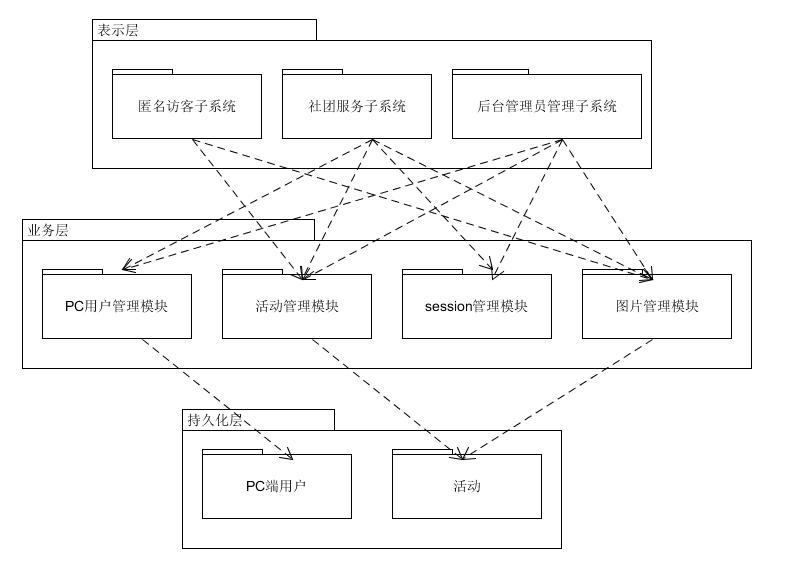 表示层
匿名访客子系统
社团服务子系统
后台管理员管理子系统
业务层
PC用户管理模块
活动管理模块
session管理模块
图片管理模块
持久化层
PC端用户
活动